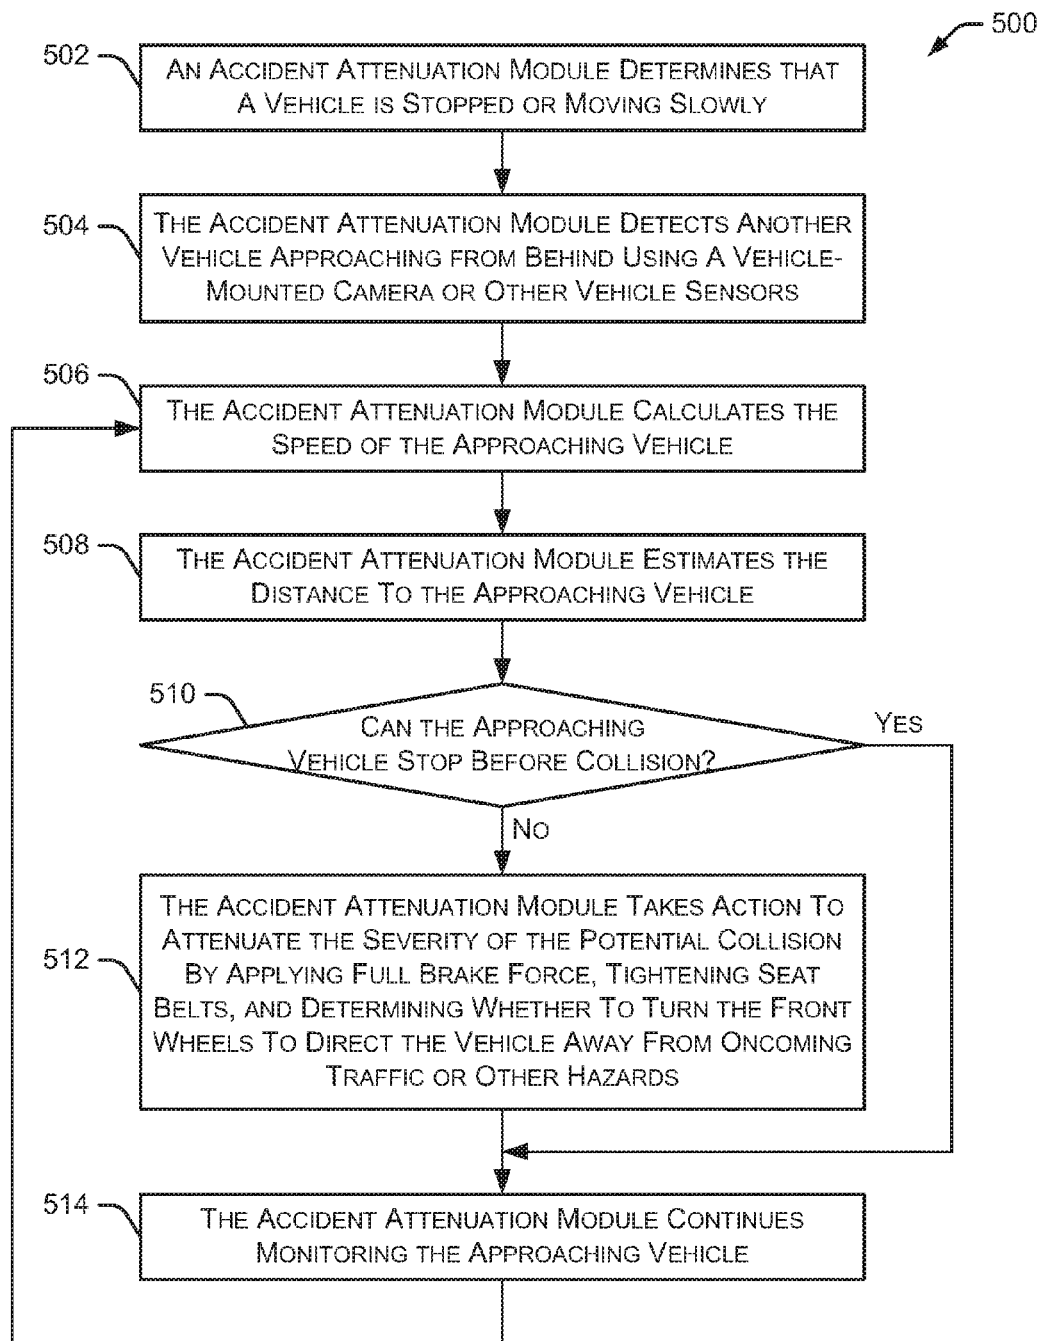 500
502
AN ACCIDENT ATTENUATION MODULE DETERMINES THAT
A VEHICLE IS STOPPED OR MOVING SLOWLY
504
THE ACCIDENT ATTENUATION MODULE DETECTS ANOTHER
VEHICLE APPROACHING FROM BEHIND USING A VEHICLE-
MOUNTED CAMERA OR OTHER VEHICLE SENSORS
506
THE ACCIDENT ATTENUATION MODULE CALCULATES THE
SPEED OF THE APPROACHING VEHICLE
508
THE ACCIDENT ATTENUATION MODULE ESTIMATES THE
DISTANCE TO THE APPROACHING VEHICLE
510
CAN THE APPROACHING
VEHICLE STOP BEFORE COLLISION?
YES
NO
512
THE ACCIDENT ATTENUATION MODULE TAKES ACTION TO
ATTENUATE THE SEVERITY OF THE POTENTIAL COLLISION
BY APPLYING FULL BRAKE FORCE, TIGHTENING SEAT
BELTS, AND DETERMINING WHETHER TO TURN THE FRONT
WHEELS TO DIRECT THE VEHICLE AWAY FROM ONCOMING
TRAFFIC OR OTHER HAZARDS
514
THE ACCIDENT ATTENUATION MODULE CONTINUES
MONITORING THE APPROACHING VEHICLE